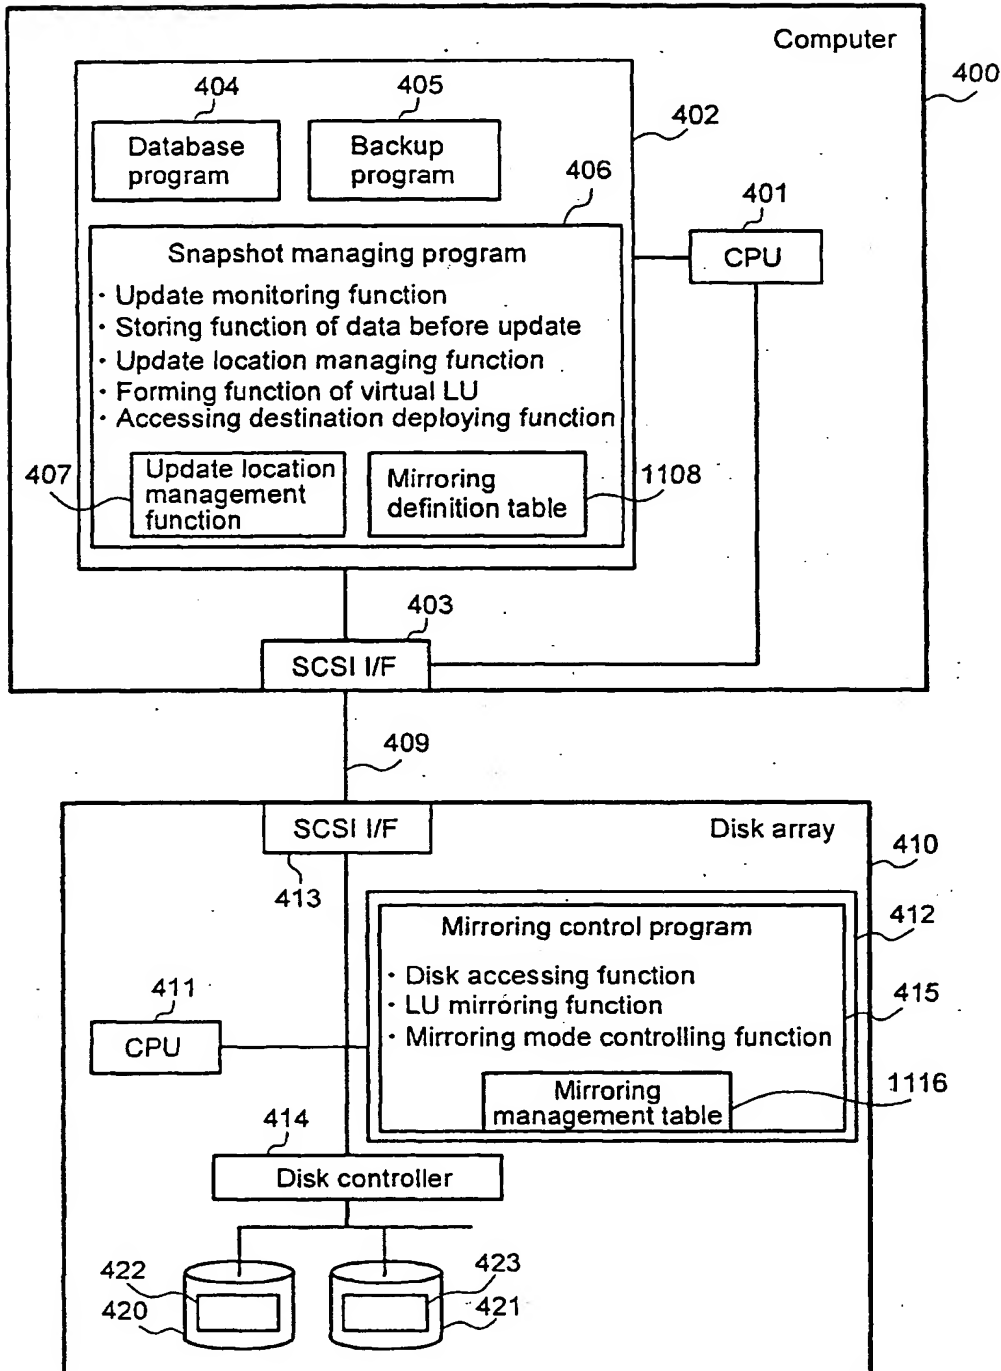 Computer
400
404
405
402
Database
program
Backup
program
406
401
CPU
Snapshot managing program
· Update monitoring function
· Storing function of data before update
· Update location managing function
· Forming function of virtual LU
· Accessing destination deploying function
407
Update location
management
function
Mirroring
definition table
1108
403
SCSI I/F
409
SCSI I/F
Disk array
410
413
412
Mirroring control program
· Disk accessing function
· LU mirroring function
· Mirroring mode controlling function
415
411
CPU
Mirroring
management table
1116
414
Disk controller
422
423
420
421